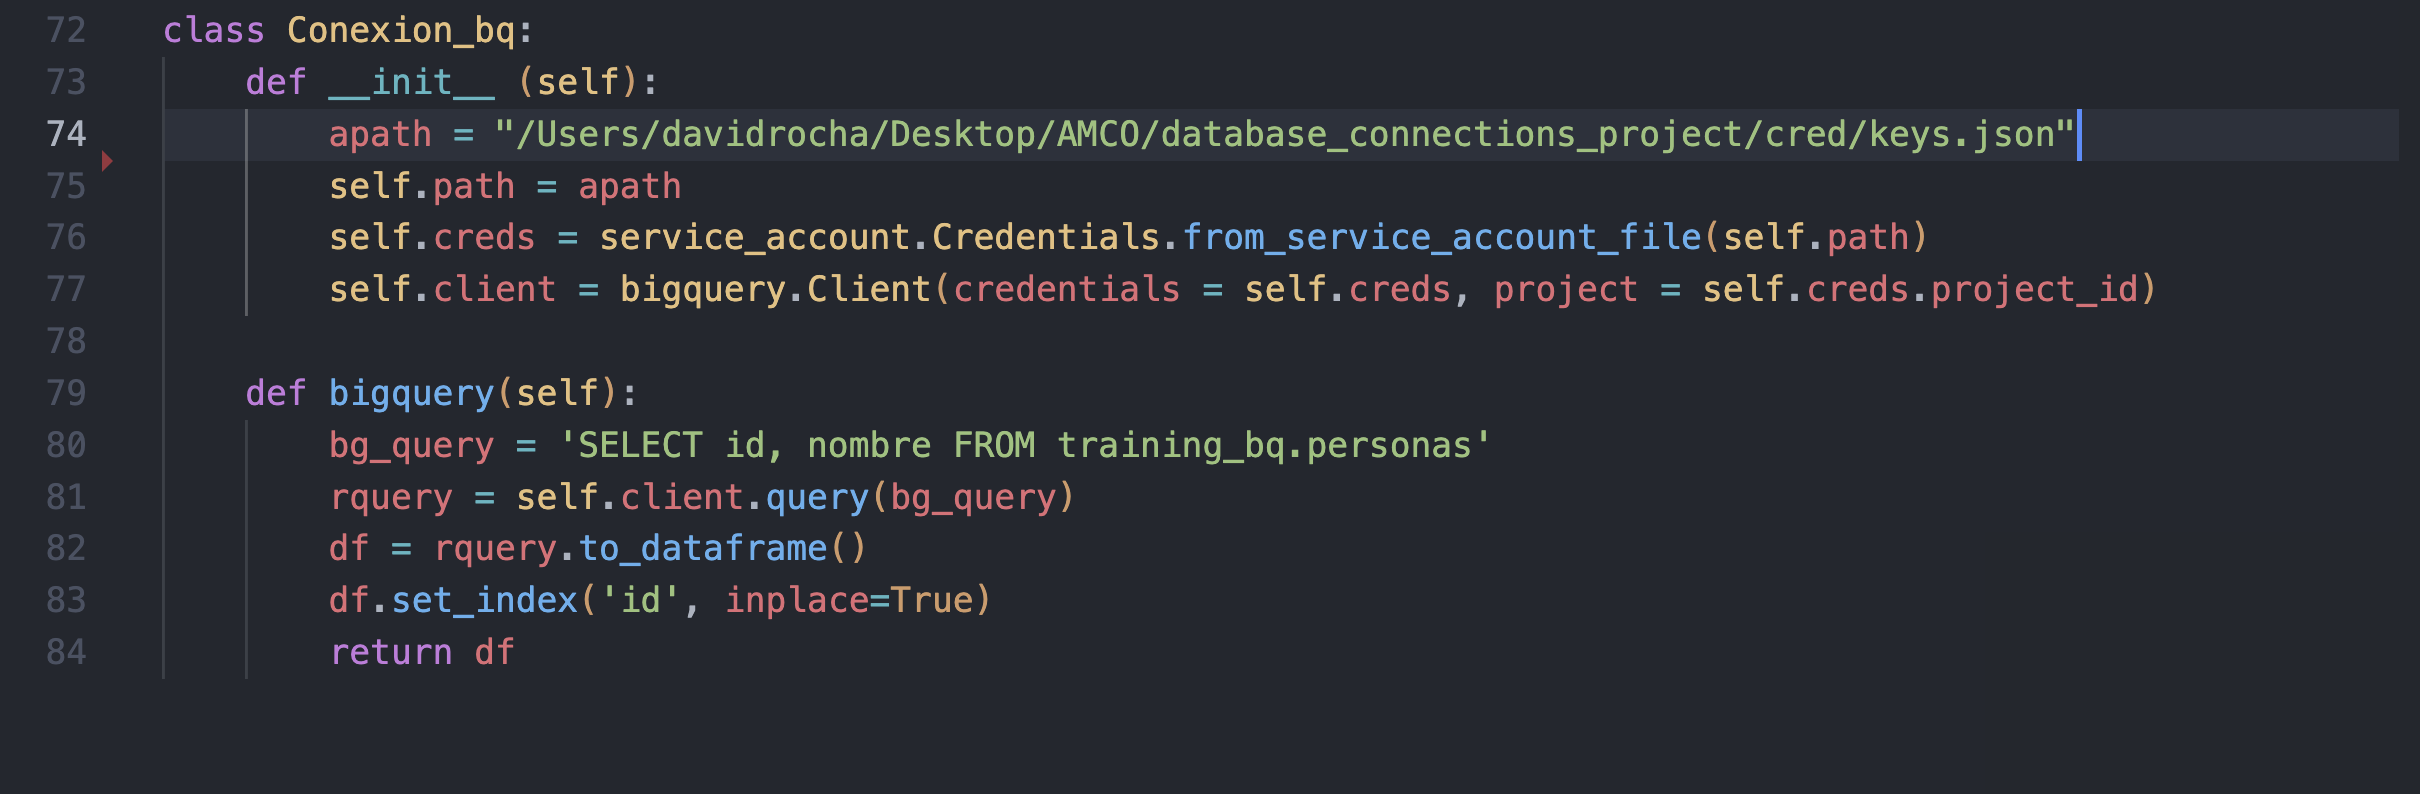 72 class Conexion_bq:
73     def __init__ (self):
74         apath = "/Users/davidrocha/Desktop/AMCO/database_connections_project/cred/keys.json"
75         self.path = apath
76         self.creds = service_account.Credentials.from_service_account_file(self.path)
77         self.client = bigquery.Client(credentials = self.creds, project = self.creds.project_id)
78
79     def bigquery(self):
80         bg_query = 'SELECT id, nombre FROM training_bq.personas'
81         rquery = self.client.query(bg_query)
82         df = rquery.to_dataframe()
83         df.set_index('id', inplace=True)
84         return df